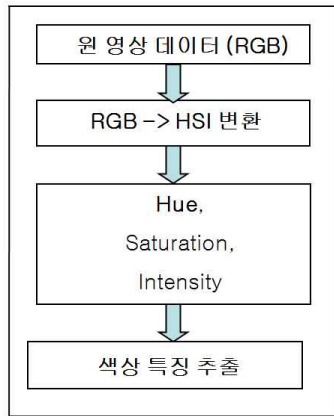 원 영상 데이터 (RGB)
RGB -> HSI 변환
Hue,
Saturation,
Intensity
색상 특징 추출